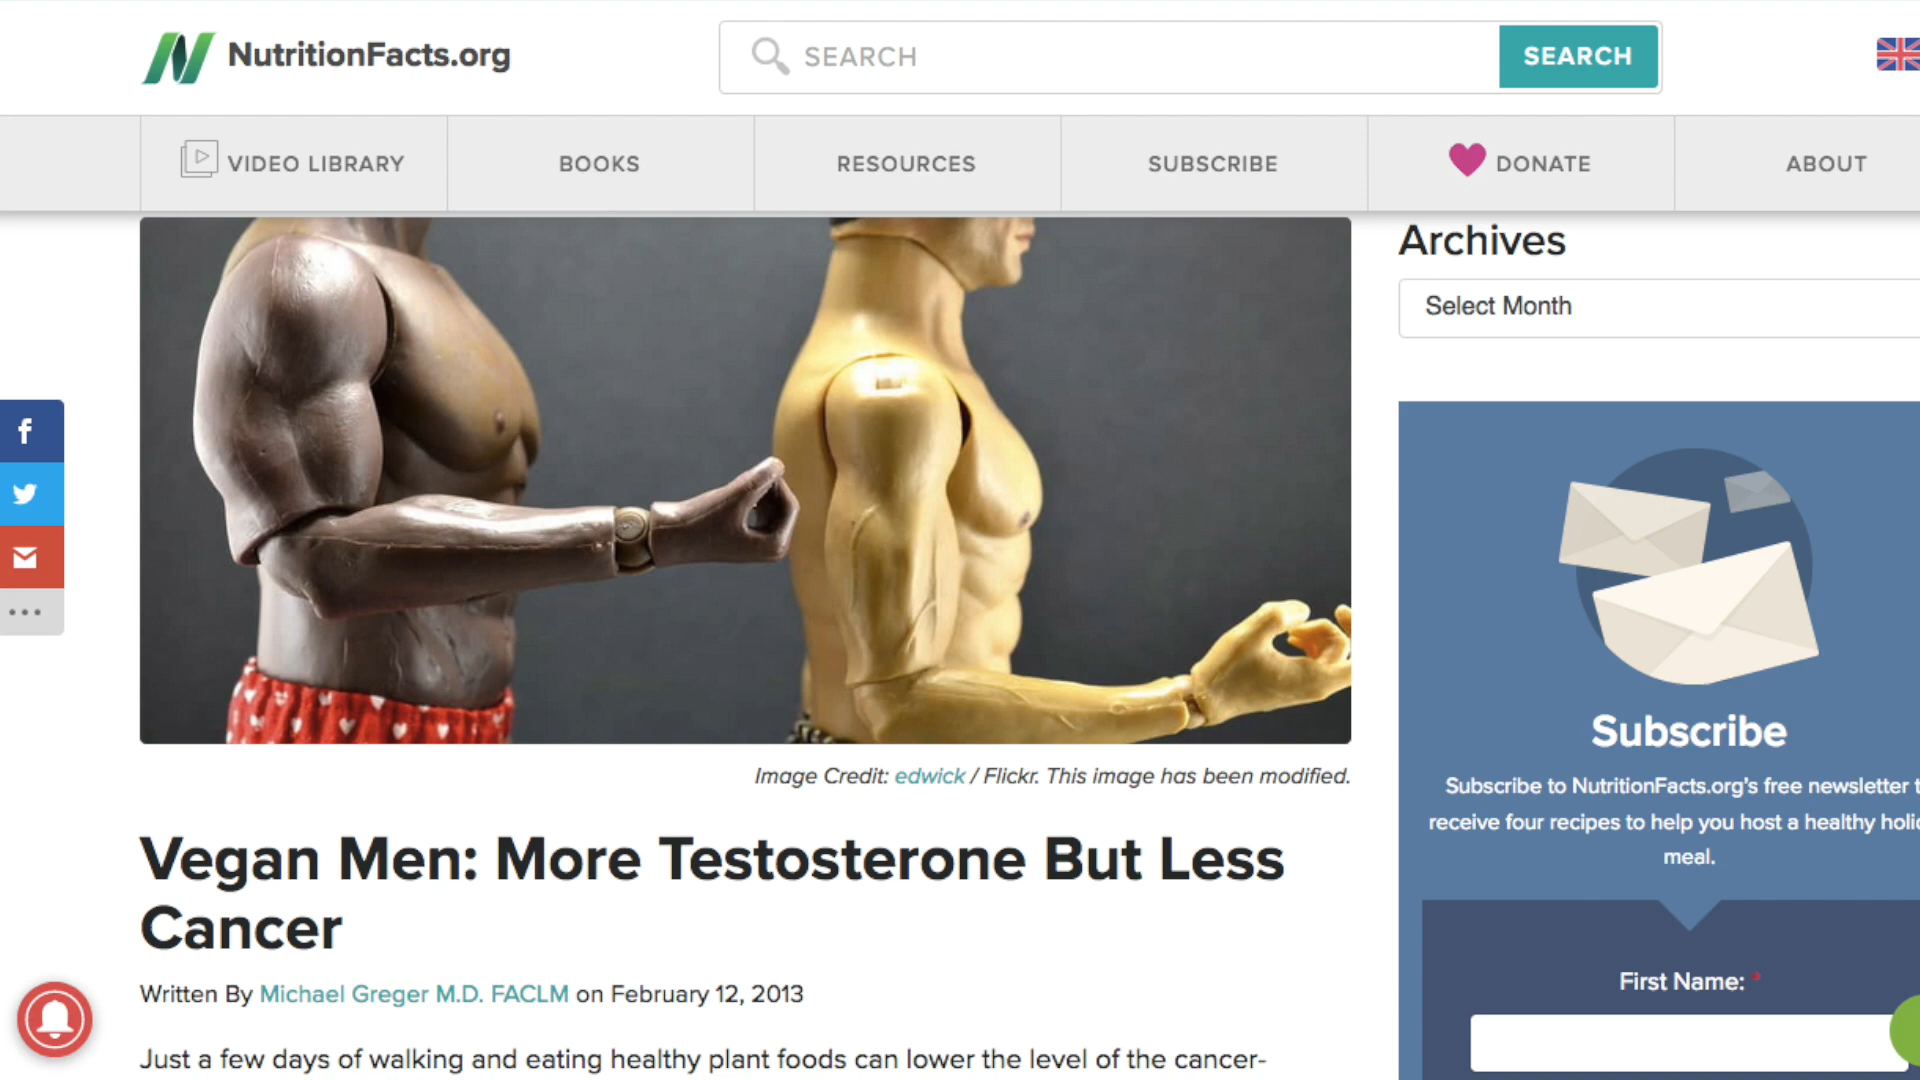 NutritionFacts.org
SEARCH
SEARCH
VIDEO LIBRARY
BOOKS
RESOURCES
SUBSCRIBE
DONATE
ABOUT
Archives
Select Month
f
Image Credit: edwick / Flickr. This image has been modified.
Vegan Men: More Testosterone But Less
Cancer
Written By Michael Greger M.D. FACLM on February 12, 2013
Just a few days of walking and eating healthy plant foods can lower the level of the cancer-
Subscribe
Subscribe to NutritionFacts.org's free newsletter
receive four recipes to help you host a healthy
meal.
First Name: *